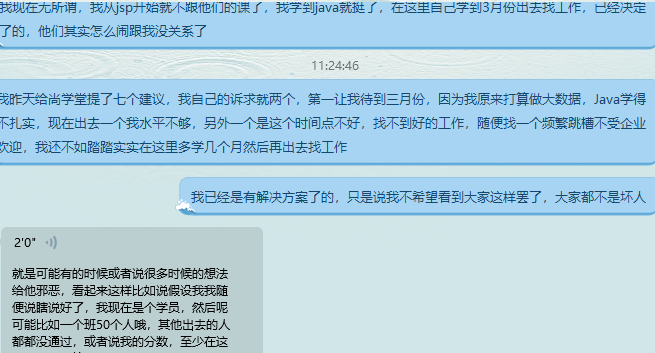 我现在无所谓，我从jsp开始就不跟他们的课了，我学到java就挺了，在这里自己学到3月份出去找工作，已经决定
了的，他们其实怎么闹跟我没关系了
11:24:46
我昨天给尚学堂提了七个建议，我自己的诉求就两个，第一让我待到三月份，因为我原来打算做大数据，Java学得
不扎实，现在出去一个我水平不够，另外一个是这个时间点不好，找不到好的工作，随便找一个频繁跳槽不受企业
欢迎，我还不如踏踏实实在这里多学几个月然后再出去找工作
我已经是有解决方案了的，只是说我不希望看到大家这样罢了，大家都不是坏人
2'0"
就是可能有的时候或者说很多时候的想法
给他邪恶，看起来这样比如说假设我我随
便说瞎说好了，我现在是个学员，然后呢
可能比如一个班50个人哦，其他出去的人
都都没通过，或者说我的分数，至少在这